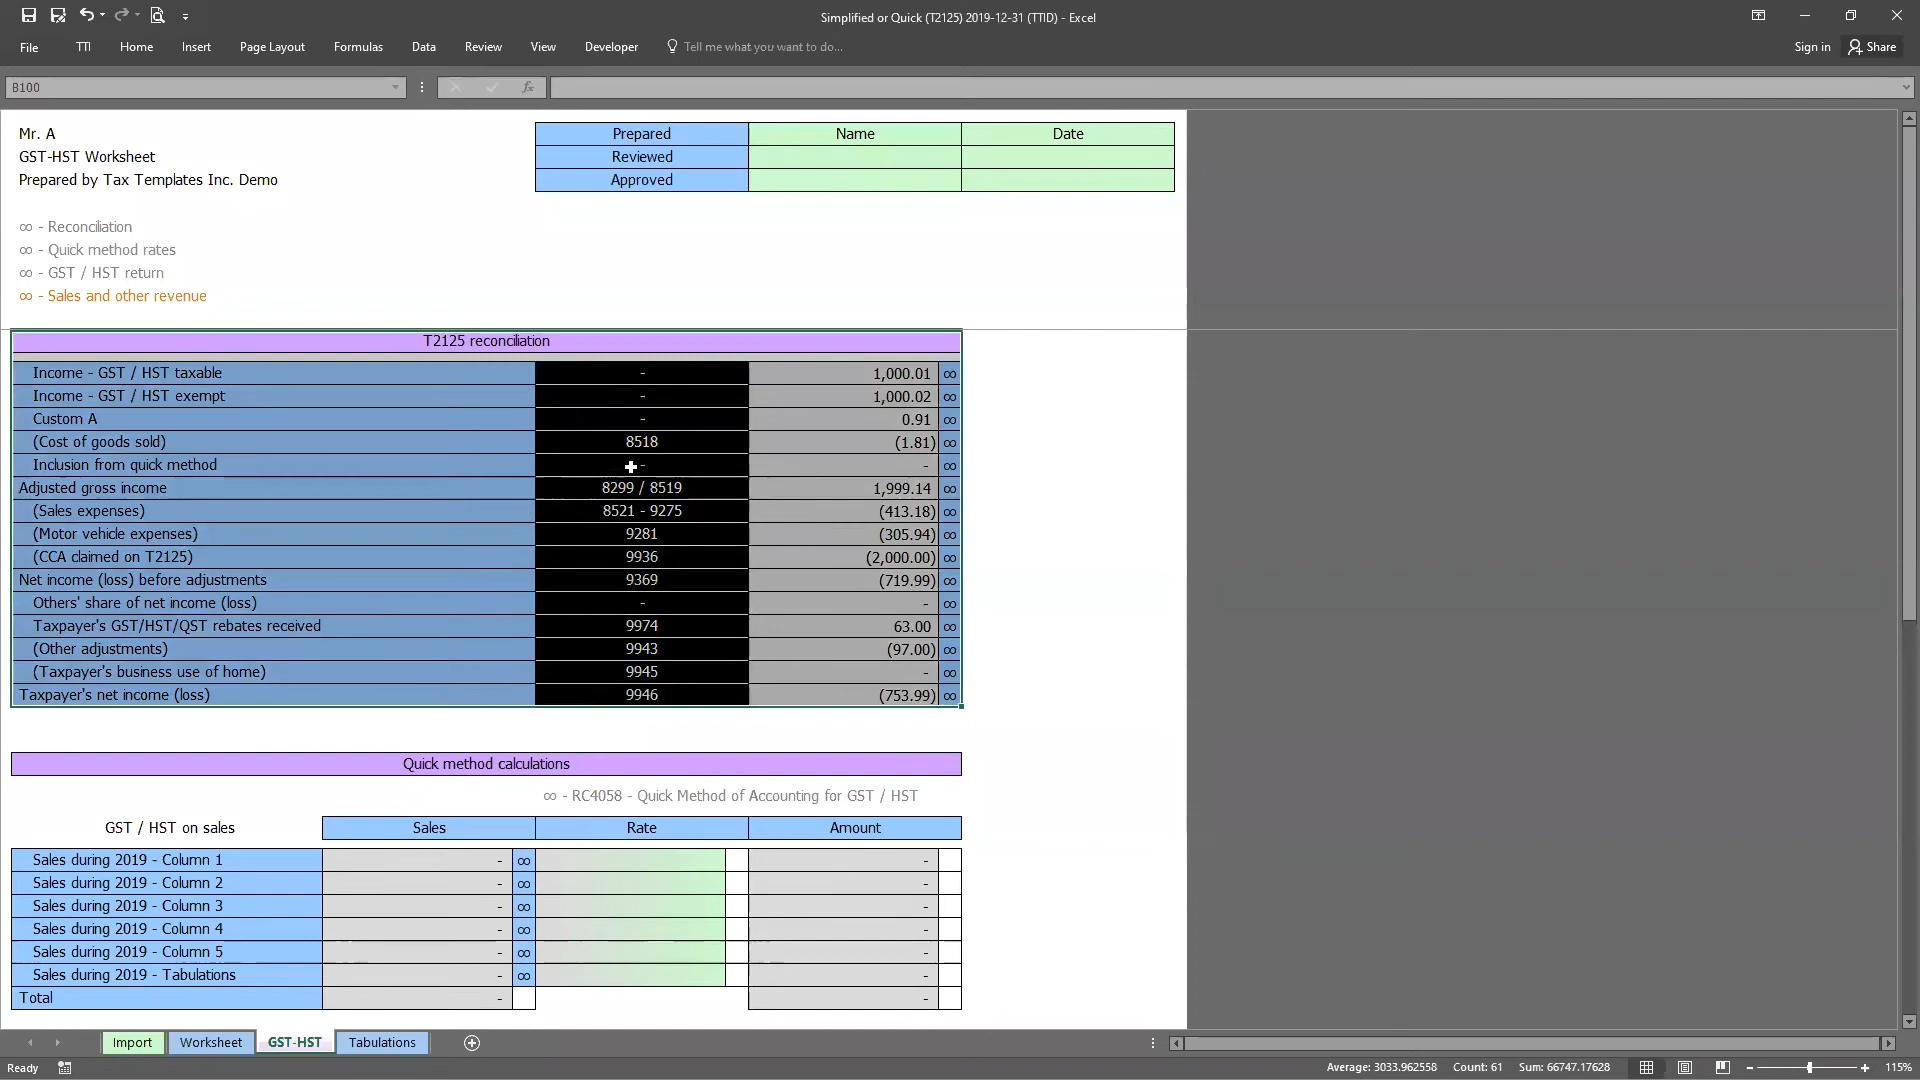 Simplified or Quick (T2125) 2019-12-31 (TTID) - Excel
File TTI Home Insert Page Layout Formulas Data Review View Developer Tell me what you want to do... Sign in Share
B100 fx
Mr. A
GST-HST Worksheet
Prepared by Tax Templates Inc. Demo
Prepared Name Date
Reviewed
Approved
∞ - Reconciliation
∞ - Quick method rates
∞ - GST / HST return
∞ - Sales and other revenue
T2125 reconciliation
Income - GST / HST taxable - 1,000.01 ∞
Income - GST / HST exempt - 1,000.02 ∞
Custom A - 0.91 ∞
(Cost of goods sold) 8518 (1.81) ∞
Inclusion from quick method - - ∞
Adjusted gross income 8299 / 8519 1,999.14 ∞
(Sales expenses) 8521 - 9275 (413.18) ∞
(Motor vehicle expenses) 9281 (305.94) ∞
(CCA claimed on T2125) 9936 (2,000.00) ∞
Net income (loss) before adjustments 9369 (719.99) ∞
Others' share of net income (loss) - - ∞
Taxpayer's GST/HST/QST rebates received 9974 63.00 ∞
(Other adjustments) 9943 (97.00) ∞
(Taxpayer's business use of home) 9945 - ∞
Taxpayer's net income (loss) 9946 (753.99) ∞
Quick method calculations
∞ - RC4058 - Quick Method of Accounting for GST / HST
GST / HST on sales Sales Rate Amount
Sales during 2019 - Column 1 - ∞ -
Sales during 2019 - Column 2 - ∞ -
Sales during 2019 - Column 3 - ∞ -
Sales during 2019 - Column 4 - ∞ -
Sales during 2019 - Column 5 - ∞ -
Sales during 2019 - Tabulations - ∞ -
Total - -
Import Worksheet GST-HST Tabulations
Ready Average: 3033.962558 Count: 61 Sum: 66747.17628 115%